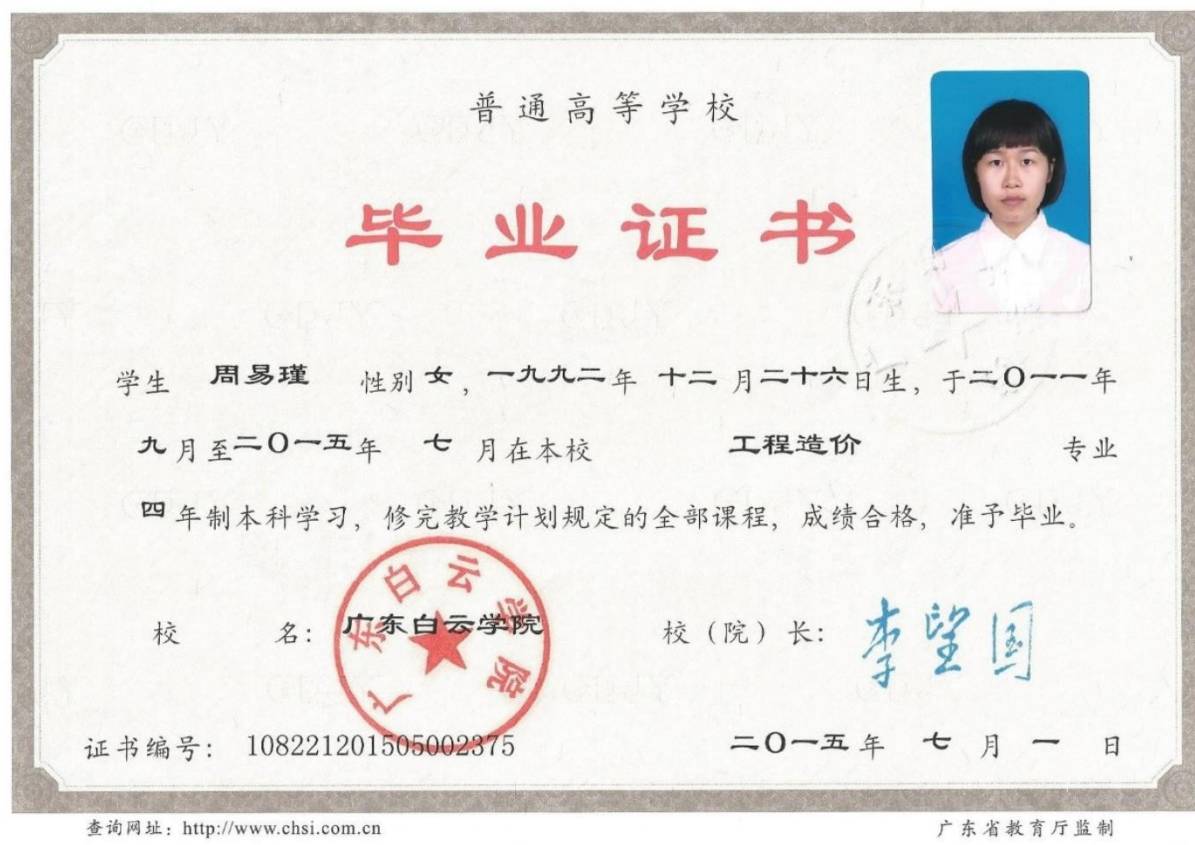 普通高等学校
毕业证书
学生 周易瑾 性别 女，一九九二年 十二 月二十六日生，于二〇一一年
九月至二〇一五年 七 月在本校 工程造价 专业
四年制本科学习，修完教学计划规定的全部课程，成绩合格，准予毕业。
校 名：广东白云学院 校（院）长：李望国
广东白云学院
证书编号：108221201505002375 二〇一五年 七 月 一 日
查询网址：http://www.chsi.com.cn 广东省教育厅监制